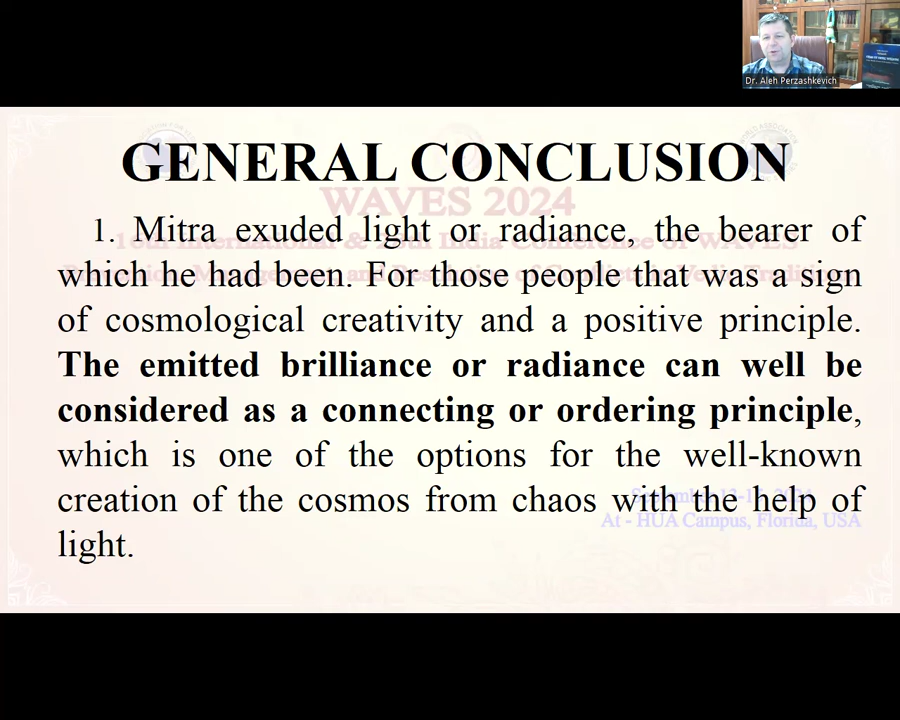 Dr. Aleh Perzashkevich
GENERAL CONCLUSION
WAVES 2024
1. Mitra exuded light or radiance, the bearer of
which he had been. For those people that was a sign
of cosmological creativity and a positive principle.
The emitted brilliance or radiance can well be
considered as a connecting or ordering principle,
which is one of the options for the well-known
creation of the cosmos from chaos with the help of
light.
At - HUA Campus, Florida, USA